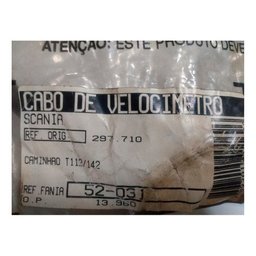 ATENÇÃO: ESTE PRODUTO DEVE
CABO DE VELOCIMETRO
SCANIA
REF. ORIG 297.710
CAMINHAO T112/142
REF. FANIA 52-031
O.P. 13.960